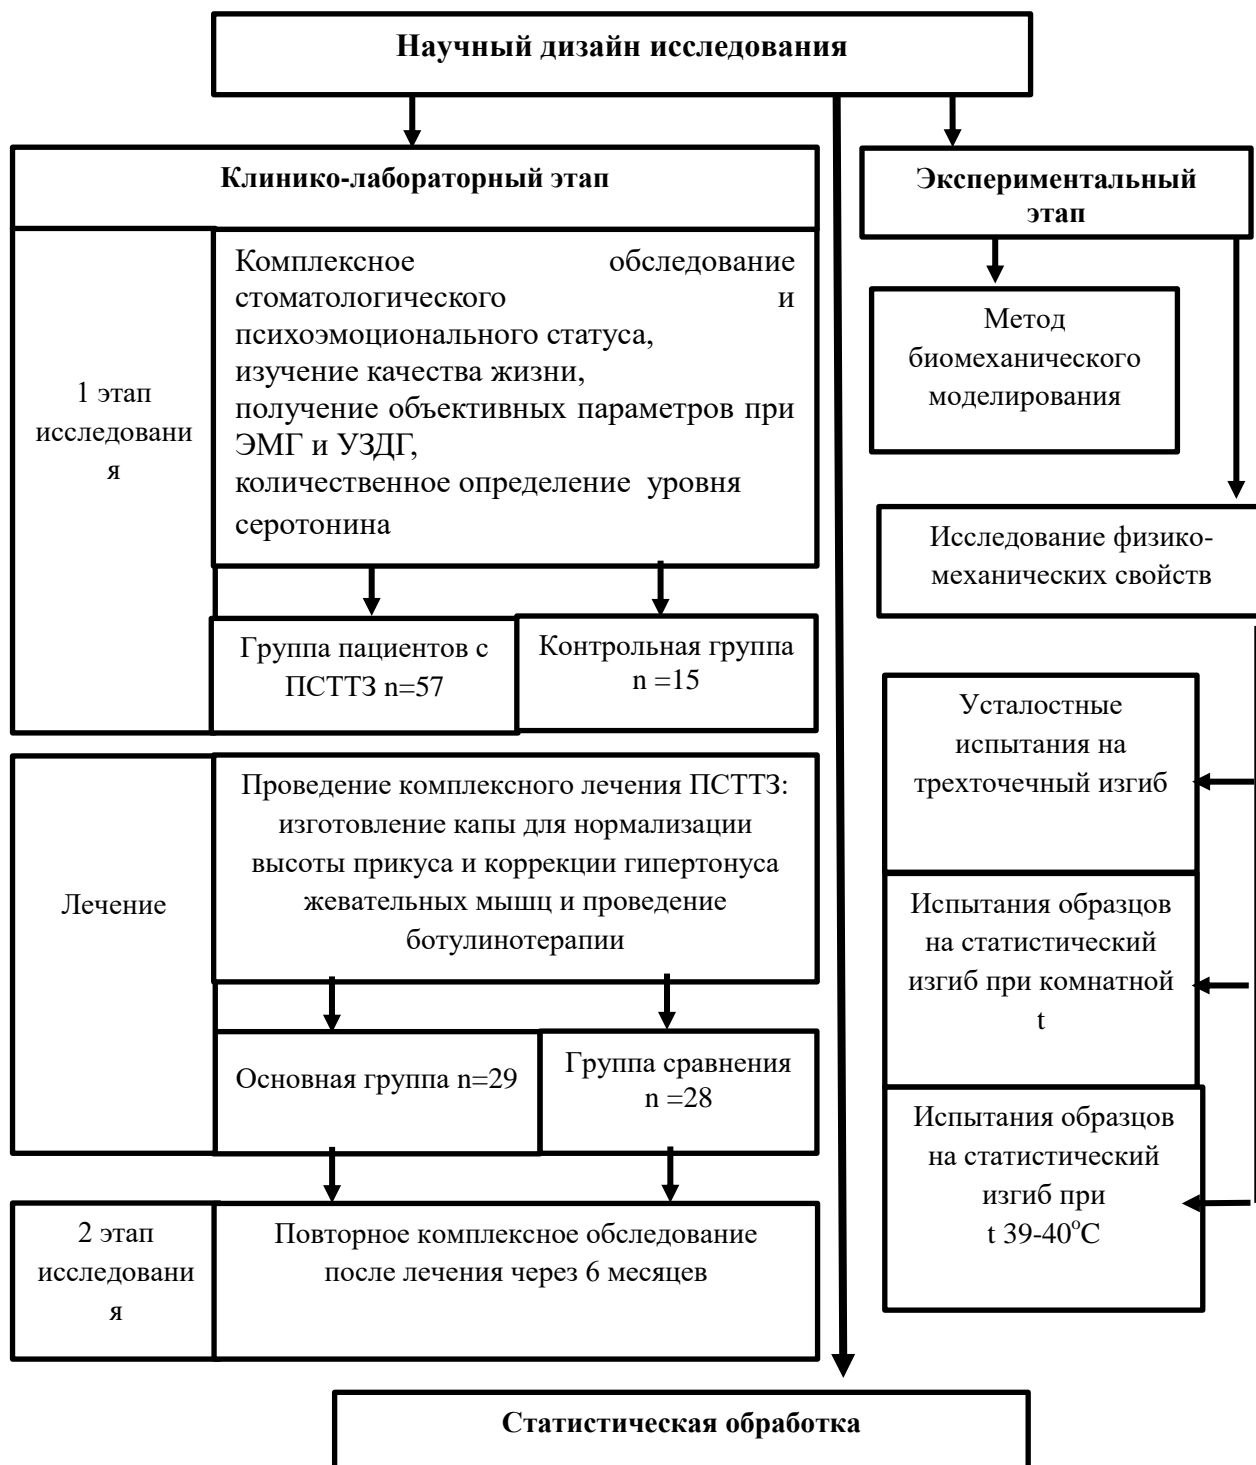 Научный дизайн исследования
Клинико-лабораторный этап
1 этап
исследовани
я
Комплексное обследование
стоматологического и
психоэмоционального статуса,
изучение качества жизни,
получение объективных параметров при
ЭМГ и УЗДГ,
количественное определение уровня
серотонина
Группа пациентов с
ПСТТЗ n=57
Контрольная группа
n =15
Лечение
Проведение комплексного лечения ПСТТЗ:
изготовление капы для нормализации
высоты прикуса и коррекции гипертонуса
жевательных мышц и проведение
ботулинотерапии
Основная группа n=29
Группа сравнения
n =28
2 этап
исследовани
я
Повторное комплексное обследование
после лечения через 6 месяцев
Экспериментальный
этап
Метод
биомеханического
моделирования
Исследование физико-
механических свойств
Усталостные
испытания на
трехточечный изгиб
Испытания образцов
на статистический
изгиб при комнатной
t
Испытания образцов
на статистический
изгиб при
t 39-40°С
Статистическая обработка